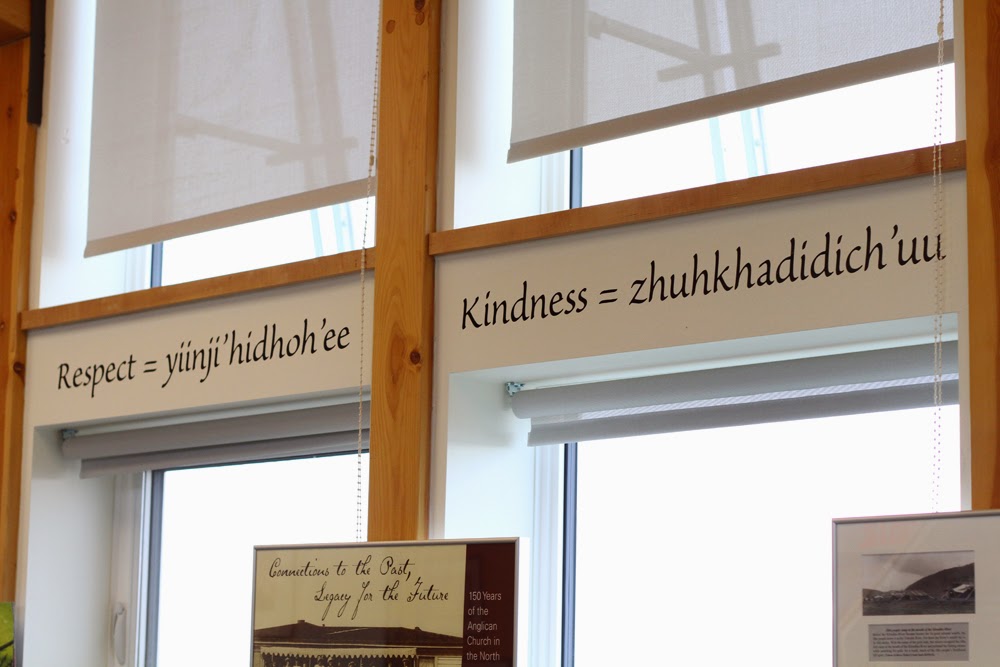 Respect = yiinji'hidhoh'ee
Kindness = zhuhkhadidich'uu
Connections to the Past,
Legacy for the Future
150 Years
of the
Anglican
Church in
the North